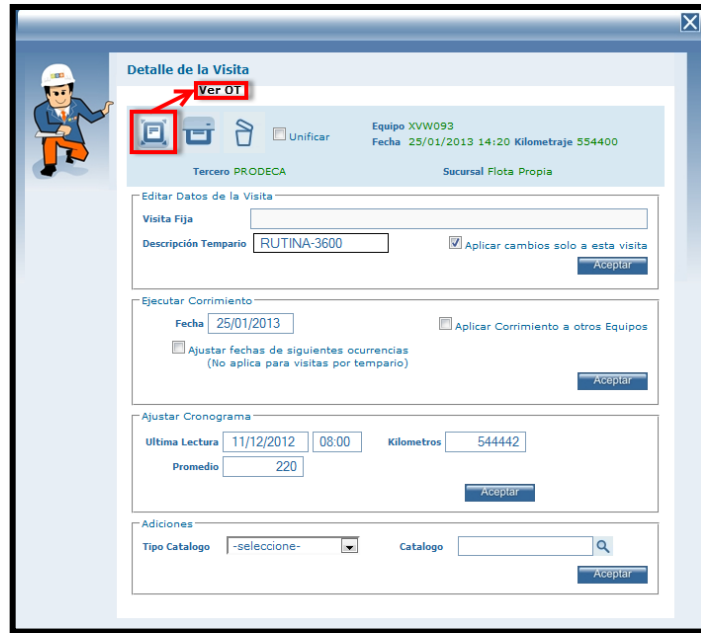 Detalle de la Visita
Ver OT
Unificar
Equipo XVW093
Fecha 25/01/2013 14:20 Kilometraje 554400
Tercero PRODECA
Sucursal Flota Propia
Editar Datos de la Visita
Visita Fija
Descripción Tempario RUTINA-3600
Aplicar cambios solo a esta visita
Aceptar
Ejecutar Corrimiento
Fecha 25/01/2013
Aplicar Corrimiento a otros Equipos
Ajustar fechas de siguientes ocurrencias
(No aplica para visitas por tempario)
Aceptar
Ajustar Cronograma
Ultima Lectura 11/12/2012 08:00 Kilometros 544442
Promedio 220
Aceptar
Adiciones
Tipo Catalogo -seleccione- Catalogo
Aceptar